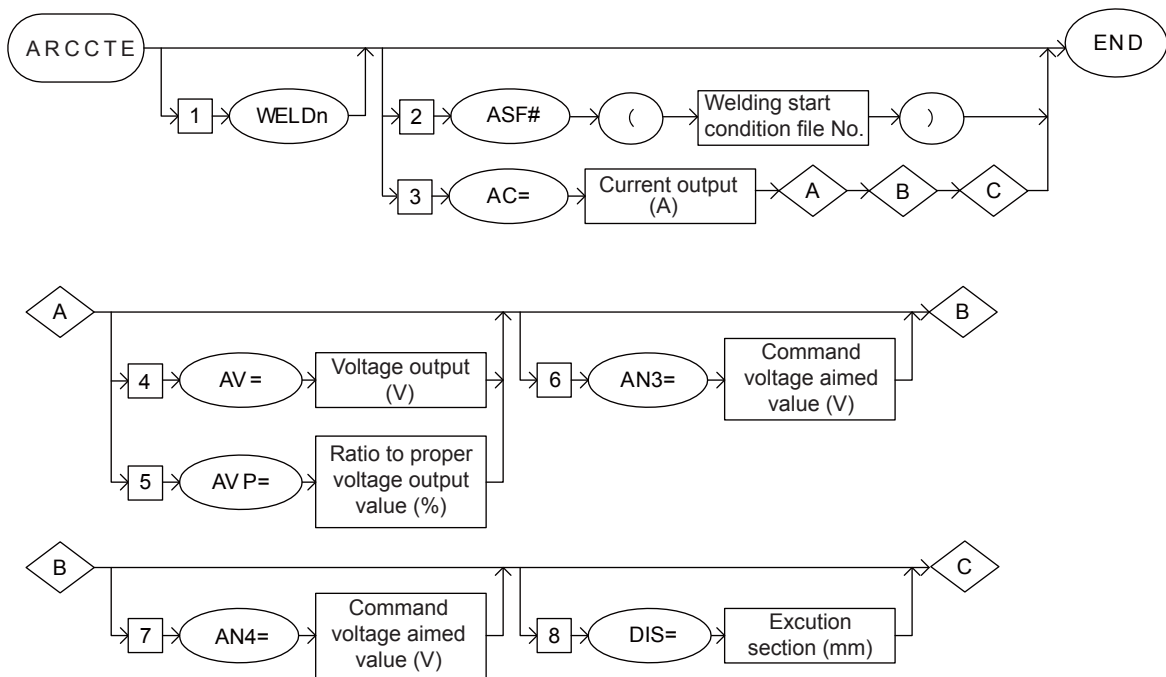 ARCCTE
END
1
WELDn
2
ASF#
(
Welding start
condition file No.
)
3
AC=
Current output
(A)
A
B
C
A
B
4
AV=
Voltage output
(V)
6
AN3=
Command
voltage aimed
value (V)
5
AVP=
Ratio to proper
voltage output
value (%)
B
C
7
AN4=
Command
voltage aimed
value (V)
8
DIS=
Excution
section (mm)